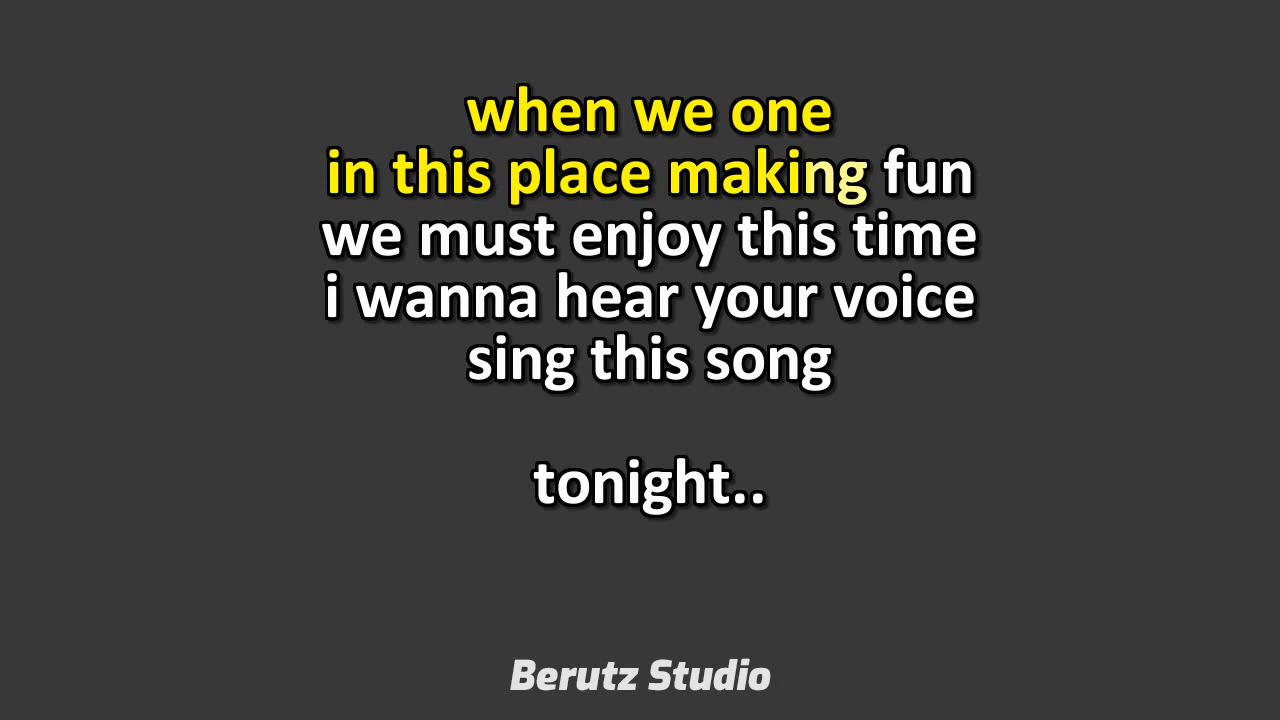 when we one
in this place making fun
we must enjoy this time
i wanna hear your voice
sing this song
tonight..
Berutz Studio